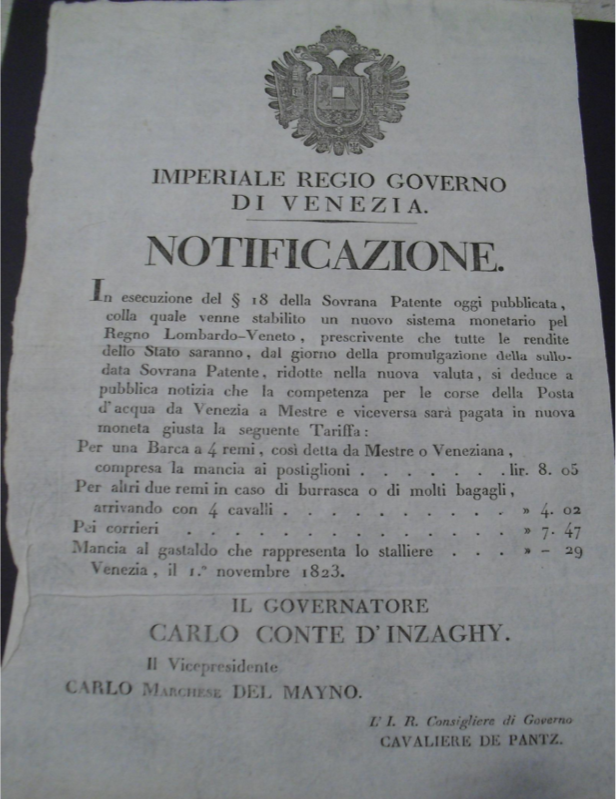 IMPERIALE REGIO GOVERNO
DI VENEZIA.
NOTIFICAZIONE.
In esecuzione del § 18 della Sovrana Patente oggi pubblicata,
colla quale venne stabilito un nuovo sistema monetario pel
Regno Lombardo-Veneto, prescrivente che tutte le rendite
dello Stato saranno, dal giorno della promulgazione della sullo-
data Sovrana Patente, ridotte nella nuova valuta, si deduce a
pubblica notizia che la competenza per le corse della Posta
d'acqua da Venezia a Mestre e viceversa sarà pagata in nuova
moneta giusta la seguente Tariffa:
Per una Barca a 4 remi, così detta da Mestre o Veneziana,
compresa la mancia ai postiglioni . . . . . . . lir. 8. 05
Per altri due remi in caso di burrasca o di molti bagagli,
arrivando con 4 cavalli . . . . . . . . . . » 4. 02
Pei corrieri . . . . . . . . . . . . . . » 7. 47
Mancia al gastaldo che rappresenta lo stalliere . . . » – 29
Venezia, il 1.° novembre 1823.
IL GOVERNATORE
CARLO CONTE D'INZAGHY.
Il Vicepresidente
CARLO MARCHESE DEL MAYNO.
L'I. R. Consigliere di Governo
CAVALIERE DE PANTZ.